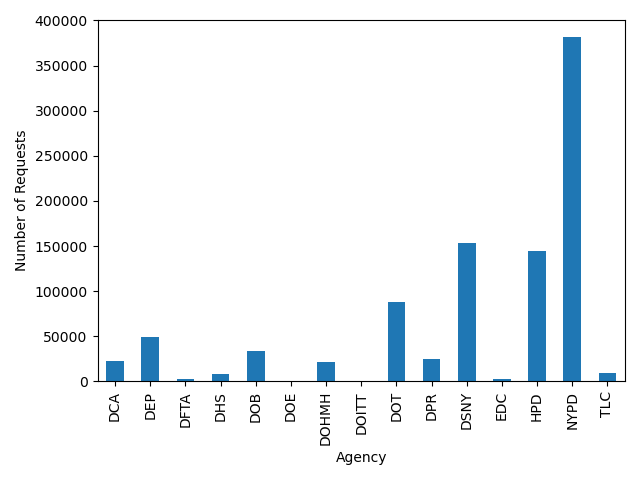 400000
350000
300000
250000
200000
150000
100000
50000
0
Number of Requests
DCA
DEP
DFTA
DHS
DOB
DOE
DOHMH
DOITT
DOT
DPR
DSNY
EDC
HPD
NYPD
TLC
Agency